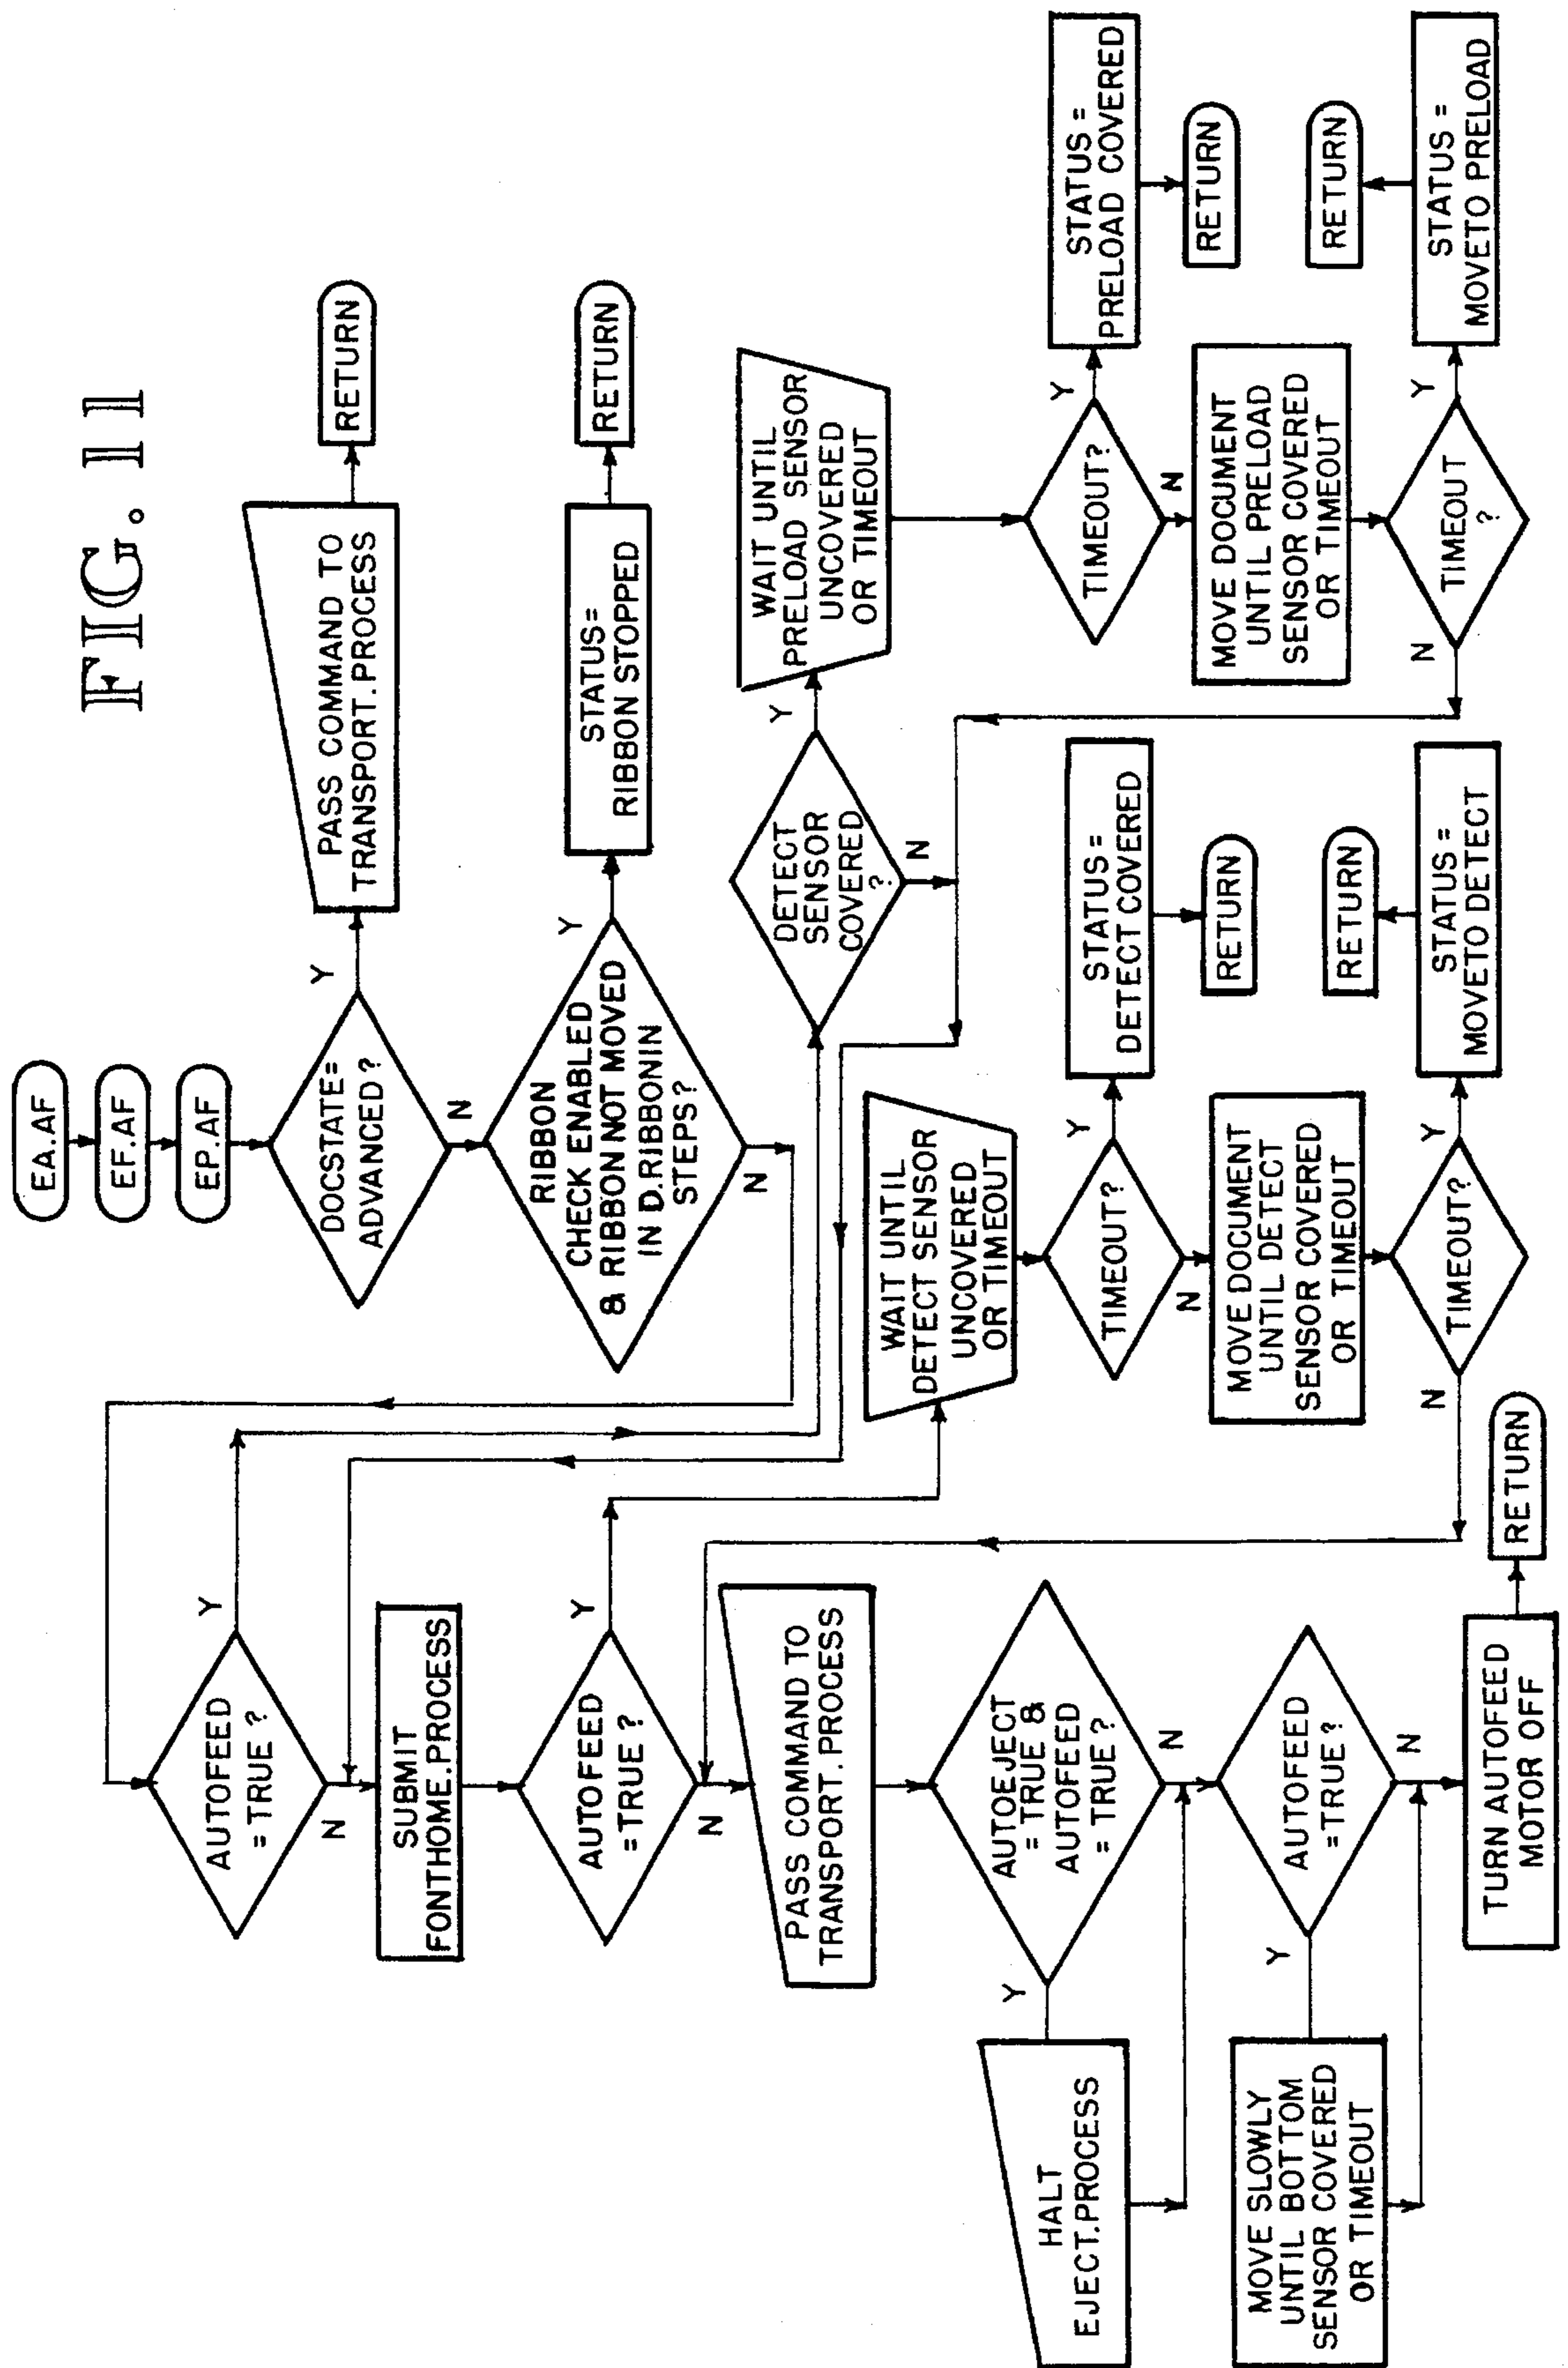 FIG. 11
EA.AF
EF.AF
EP.AF
DOCSTATE=
ADVANCED?
Y
PASS COMMAND TO
TRANSPORT.PROCESS
RETURN
N
RIBBON
CHECK ENABLED
& RIBBON NOT MOVED
IN D.RIBBONIN
STEPS?
Y
STATUS=
RIBBON STOPPED
RETURN
N
AUTOFEED
= TRUE ?
Y
N
DETECT
SENSOR
COVERED
?
Y
N
WAIT UNTIL
PRELOAD SENSOR
UNCOVERED
OR TIMEOUT
TIMEOUT?
Y
STATUS =
PRELOAD COVERED
RETURN
N
MOVE DOCUMENT
UNTIL PRELOAD
SENSOR COVERED
OR TIMEOUT
TIMEOUT
?
Y
STATUS =
MOVETO PRELOAD
RETURN
N
SUBMIT
FONTHOME.PROCESS
AUTOFEED
=TRUE ?
Y
N
WAIT UNTIL
DETECT SENSOR
UNCOVERED
OR TIMEOUT
TIMEOUT?
Y
STATUS =
DETECT COVERED
RETURN
N
MOVE DOCUMENT
UNTIL DETECT
SENSOR COVERED
OR TIMEOUT
TIMEOUT?
Y
STATUS =
MOVETO DETECT
RETURN
N
PASS COMMAND TO
TRANSPORT.PROCESS
AUTOEJECT
= TRUE &
AUTOFEED
= TRUE ?
Y
HALT
EJECT.PROCESS
N
AUTOFEED
=TRUE?
Y
MOVE SLOWLY
UNTIL BOTTOM
SENSOR COVERED
OR TIMEOUT
N
TURN AUTOFEED
MOTOR OFF
RETURN